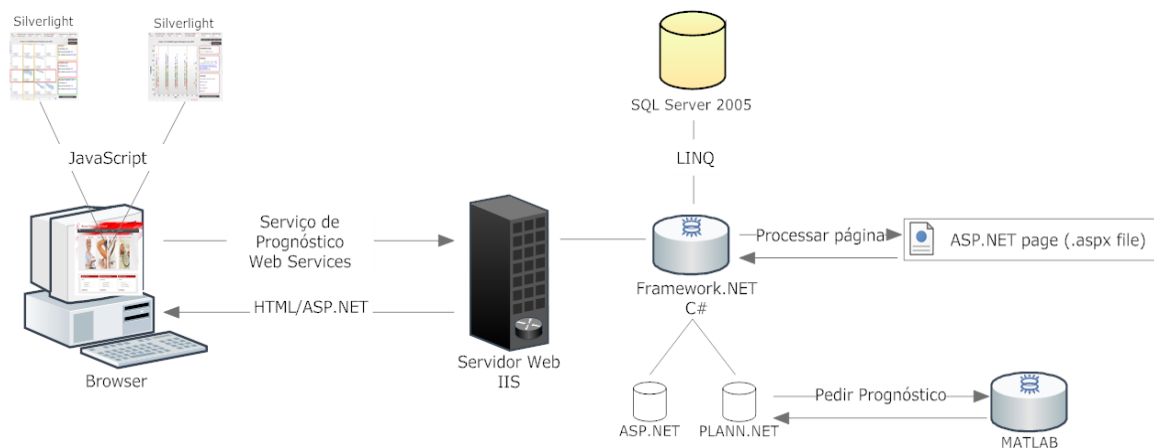 Silverlight
Silverlight
JavaScript
Browser
Serviço de
Prognóstico
Web Services
HTML/ASP.NET
Servidor Web
IIS
SQL Server 2005
LINQ
Framework.NET
C#
Processar página
ASP.NET page (.aspx file)
ASP.NET
PLANN.NET
Pedir Prognóstico
MATLAB